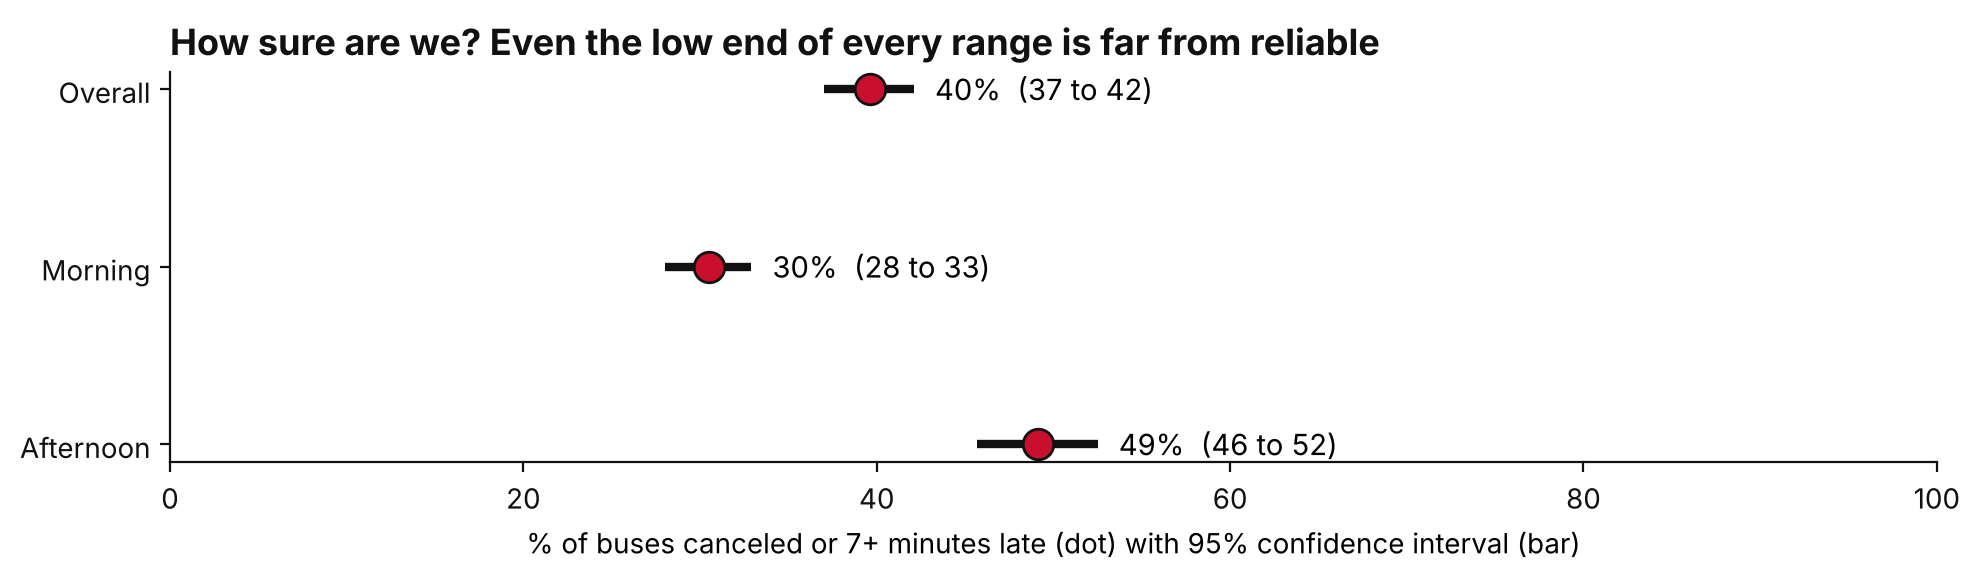 How sure are we? Even the low end of every range is far from reliable
Overall
40% (37 to 42)
Morning
30% (28 to 33)
Afternoon
49% (46 to 52)
0 20 40 60 80 100
% of buses canceled or 7+ minutes late (dot) with 95% confidence interval (bar)